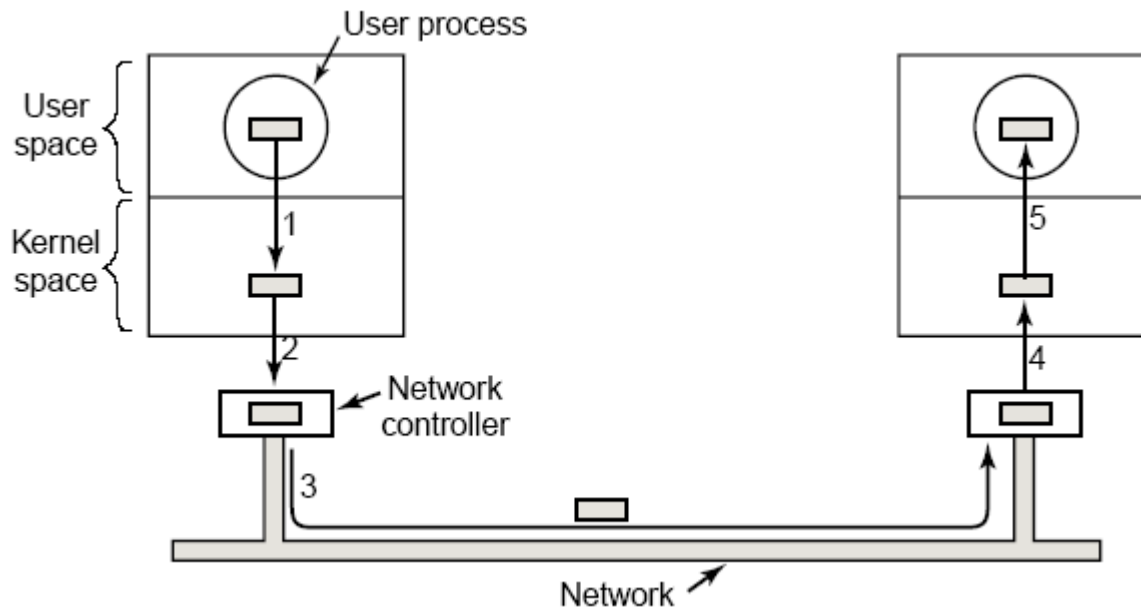 User process
User
space
1
5
Kernel
space
2
4
Network
controller
3
Network